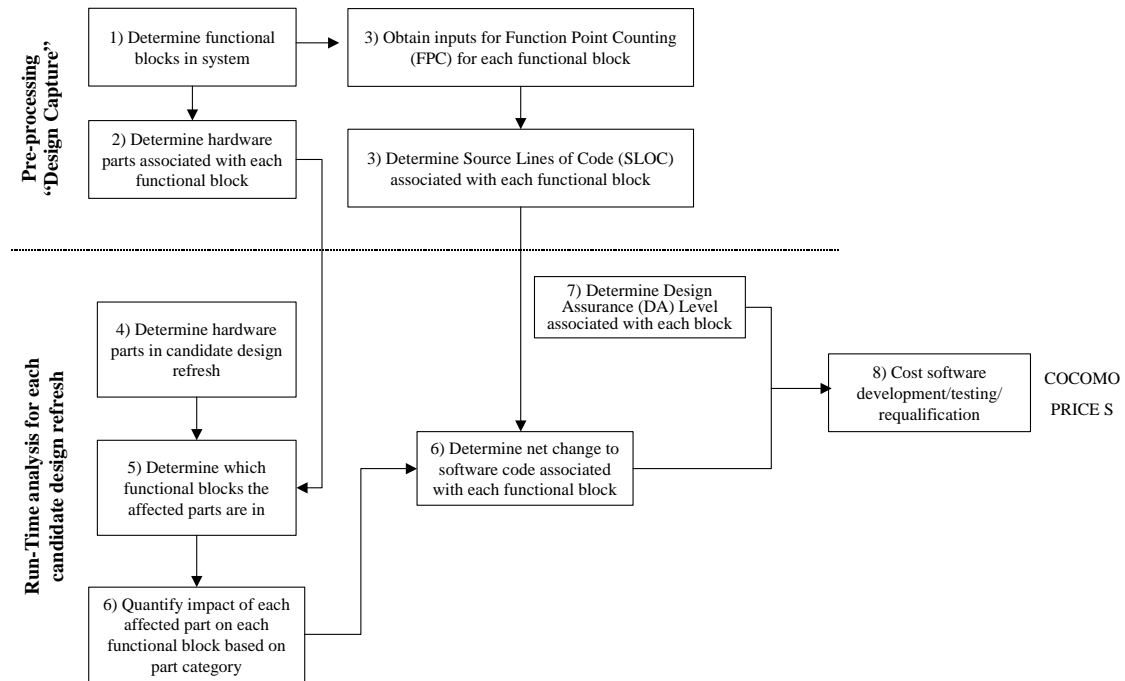 Pre-processing
“Design Capture”
1) Determine functional
blocks in system
3) Obtain inputs for Function Point Counting
(FPC) for each functional block
2) Determine hardware
parts associated with each
functional block
3) Determine Source Lines of Code (SLOC)
associated with each functional block
Run-Time analysis for each
candidate design refresh
4) Determine hardware
parts in candidate design
refresh
5) Determine which
functional blocks the
affected parts are in
6) Quantify impact of each
affected part on each
functional block based on
part category
7) Determine Design
Assurance (DA) Level
associated with each block
6) Determine net change to
software code associated
with each functional block
8) Cost software
development/testing/
requalification
COCOMO
PRICE S